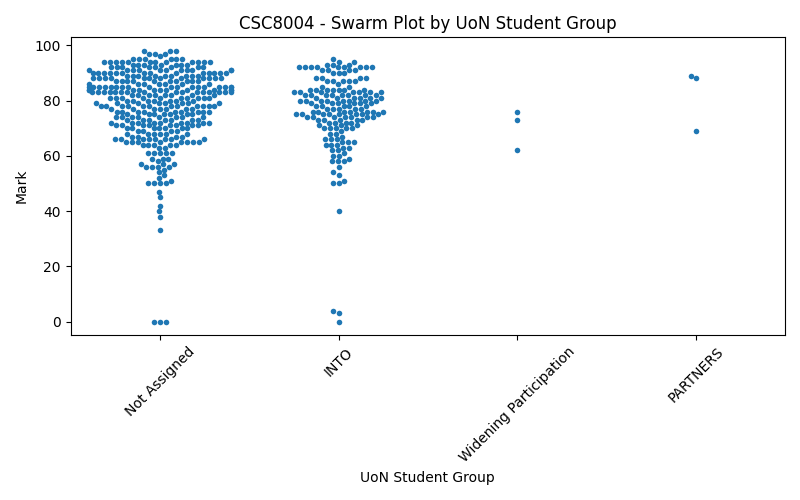 CSC8004 - Swarm Plot by UoN Student Group
100
80
60
40
20
0
Mark
Not Assigned
INTO
Widening Participation
PARTNERS
UoN Student Group